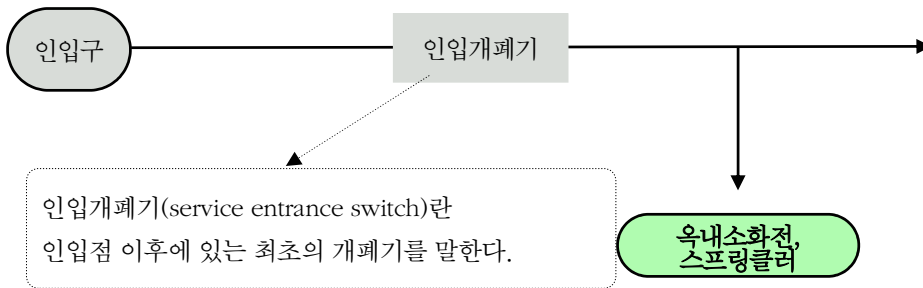 인입구
인입개폐기
인입개폐기(service entrance switch)란
인입점 이후에 있는 최초의 개폐기를 말한다.
옥내소화전,
스프링클러